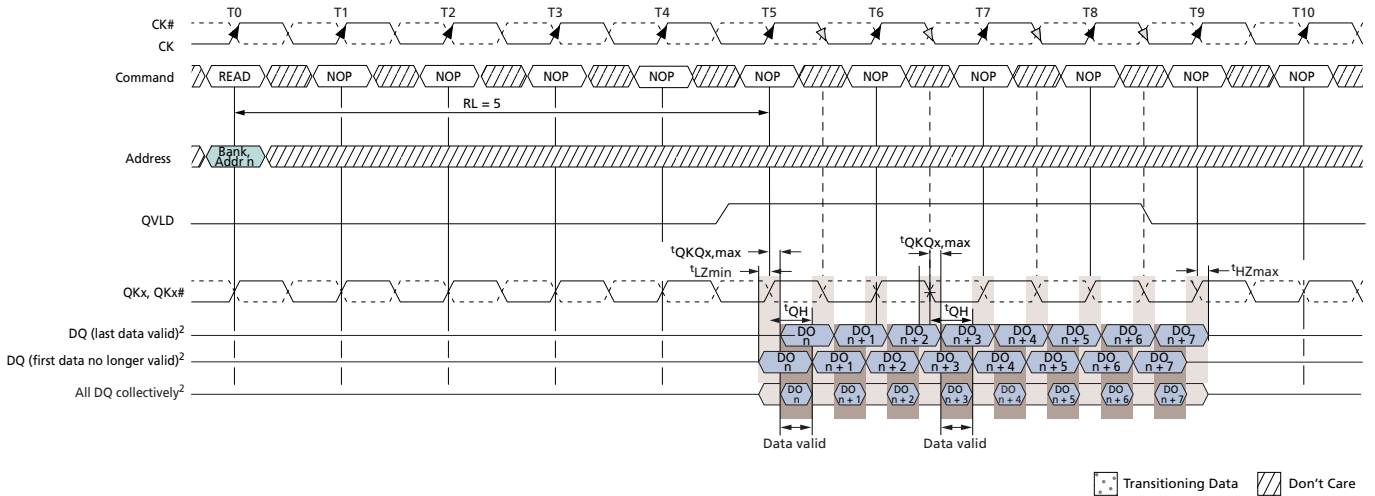 T0 T1 T2 T3 T4 T5 T6 T7 T8 T9 T10
CK#
CK
Command READ NOP NOP NOP NOP NOP NOP NOP NOP NOP NOP
RL = 5
Address Bank, Addr n
QVLD
tQKQx,max tQKQx,max
tLZmin tHZmax
QKx, QKx#
tQH tQH
DQ (last data valid)2 DO n DO n + 1 DO n + 2 DO n + 3 DO n + 4 DO n + 5 DO n + 6 DO n + 7
DQ (first data no longer valid)2 DO n DO n + 1 DO n + 2 DO n + 3 DO n + 4 DO n + 5 DO n + 6 DO n + 7
All DQ collectively2 DO n DO n + 1 DO n + 2 DO n + 3 DO n + 4 DO n + 5 DO n + 6 DO n + 7
Data valid Data valid
Transitioning Data Don't Care